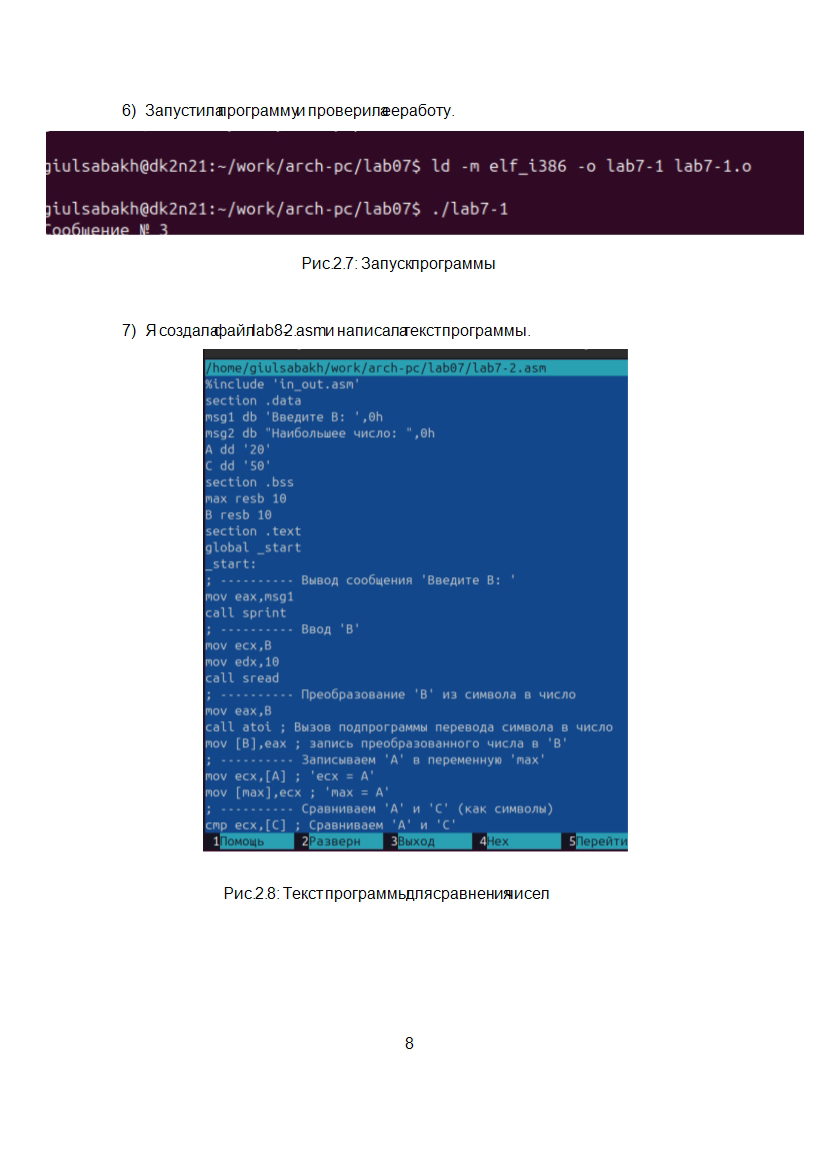 6) Запустила программу и проверила ее работу.
giulsabakh@dk2n21:~/work/arch-pc/lab07$ ld -m elf_i386 -o lab7-1 lab7-1.o
giulsabakh@dk2n21:~/work/arch-pc/lab07$ ./lab7-1
Сообщение № 3
Рис.2.7: Запуск программы
7) Я создала файл lab8-2.asm и написала текст программы.
/home/giulsabakh/work/arch-pc/lab07/lab7-2.asm
%include 'in_out.asm'
section .data
msg1 db 'Введите B: ',0h
msg2 db "Наибольшее число: ",0h
A dd '20'
C dd '50'
section .bss
max resb 10
B resb 10
section .text
global _start
_start:
; ---------- Вывод сообщения 'Введите B: '
mov eax,msg1
call sprint
; ---------- Ввод 'B'
mov ecx,B
mov edx,10
call sread
; ---------- Преобразование 'B' из символа в число
mov eax,B
call atoi ; Вызов подпрограммы перевода символа в число
mov [B],eax ; запись преобразованного числа в 'B'
; ---------- Записываем 'A' в переменную 'max'
mov ecx,[A] ; 'ecx = A'
mov [max],ecx ; 'max = A'
; ---------- Сравниваем 'A' и 'C' (как символы)
cmp ecx,[C] ; Сравниваем 'A' и 'C'
1Помощь 2Разверн 3Выход 4Hex 5Перейти
Рис.2.8: Текст программы для сравнения чисел
8